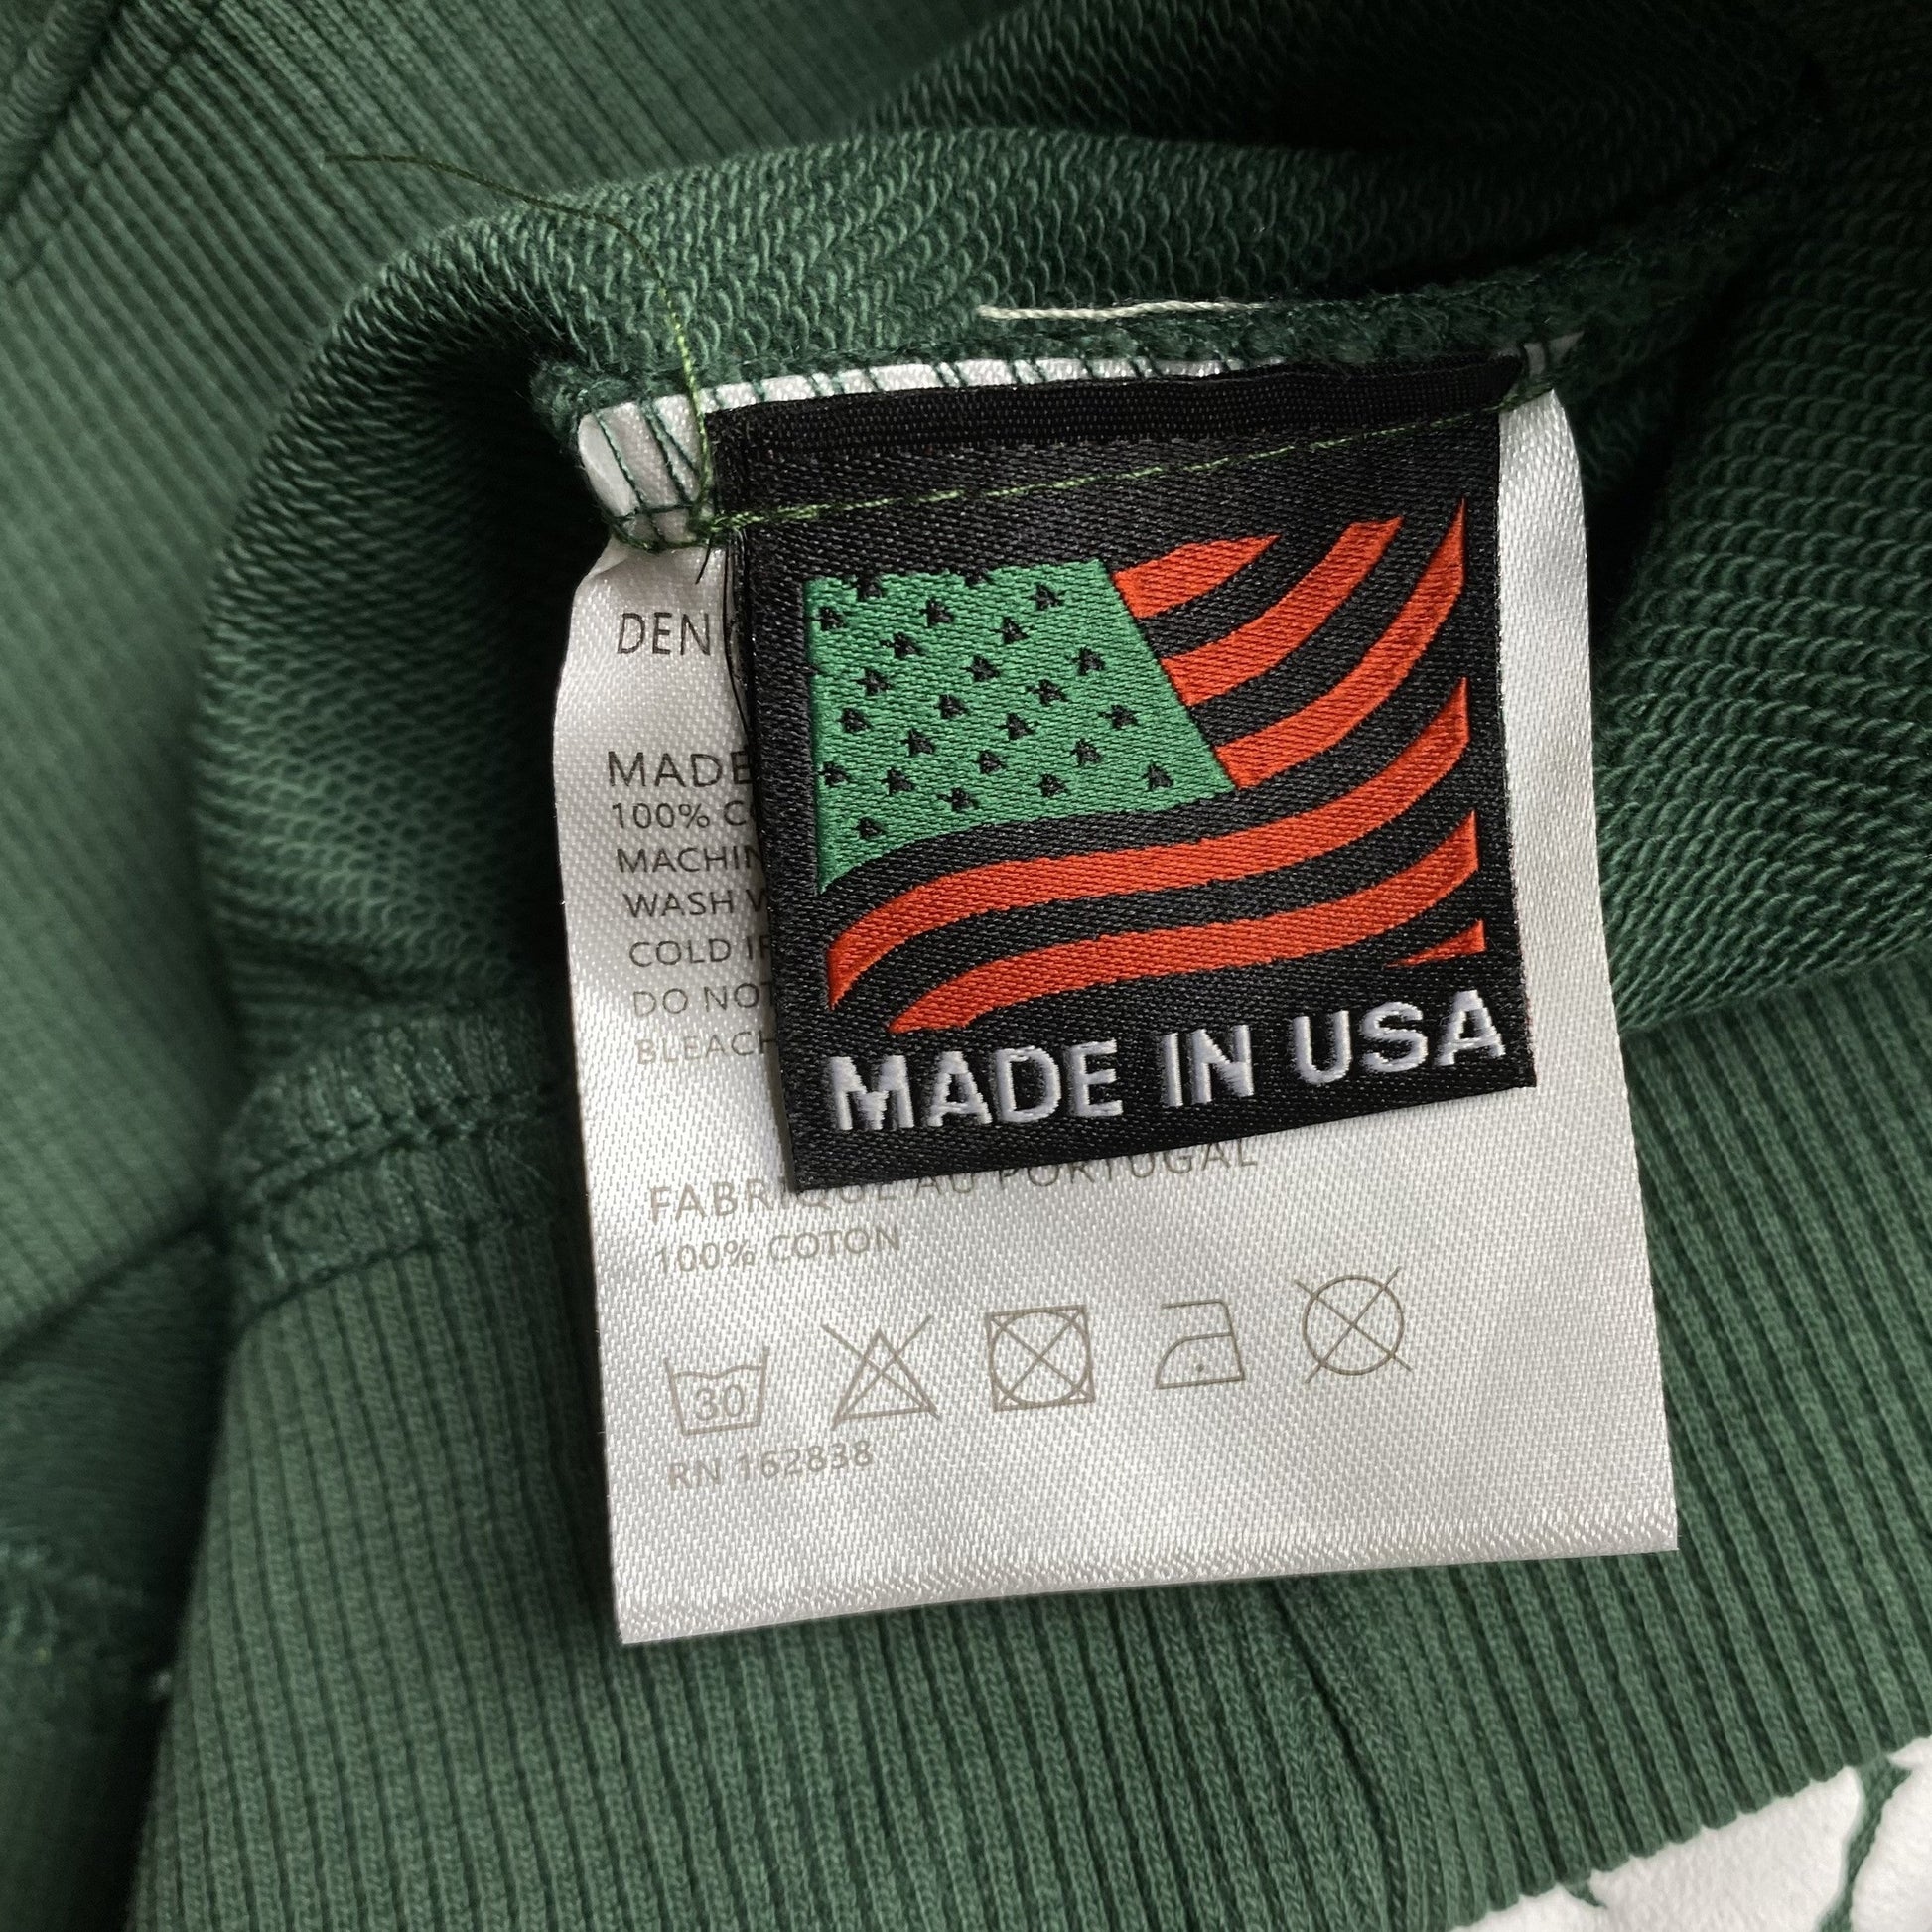 DEN
MADE
100% C
MACHIN
WASH W
COLD IF
DO NOT
BLEACH
MADE IN USA
FABRIQUE AU PORTUGAL
100% COTON
30
RN 162838